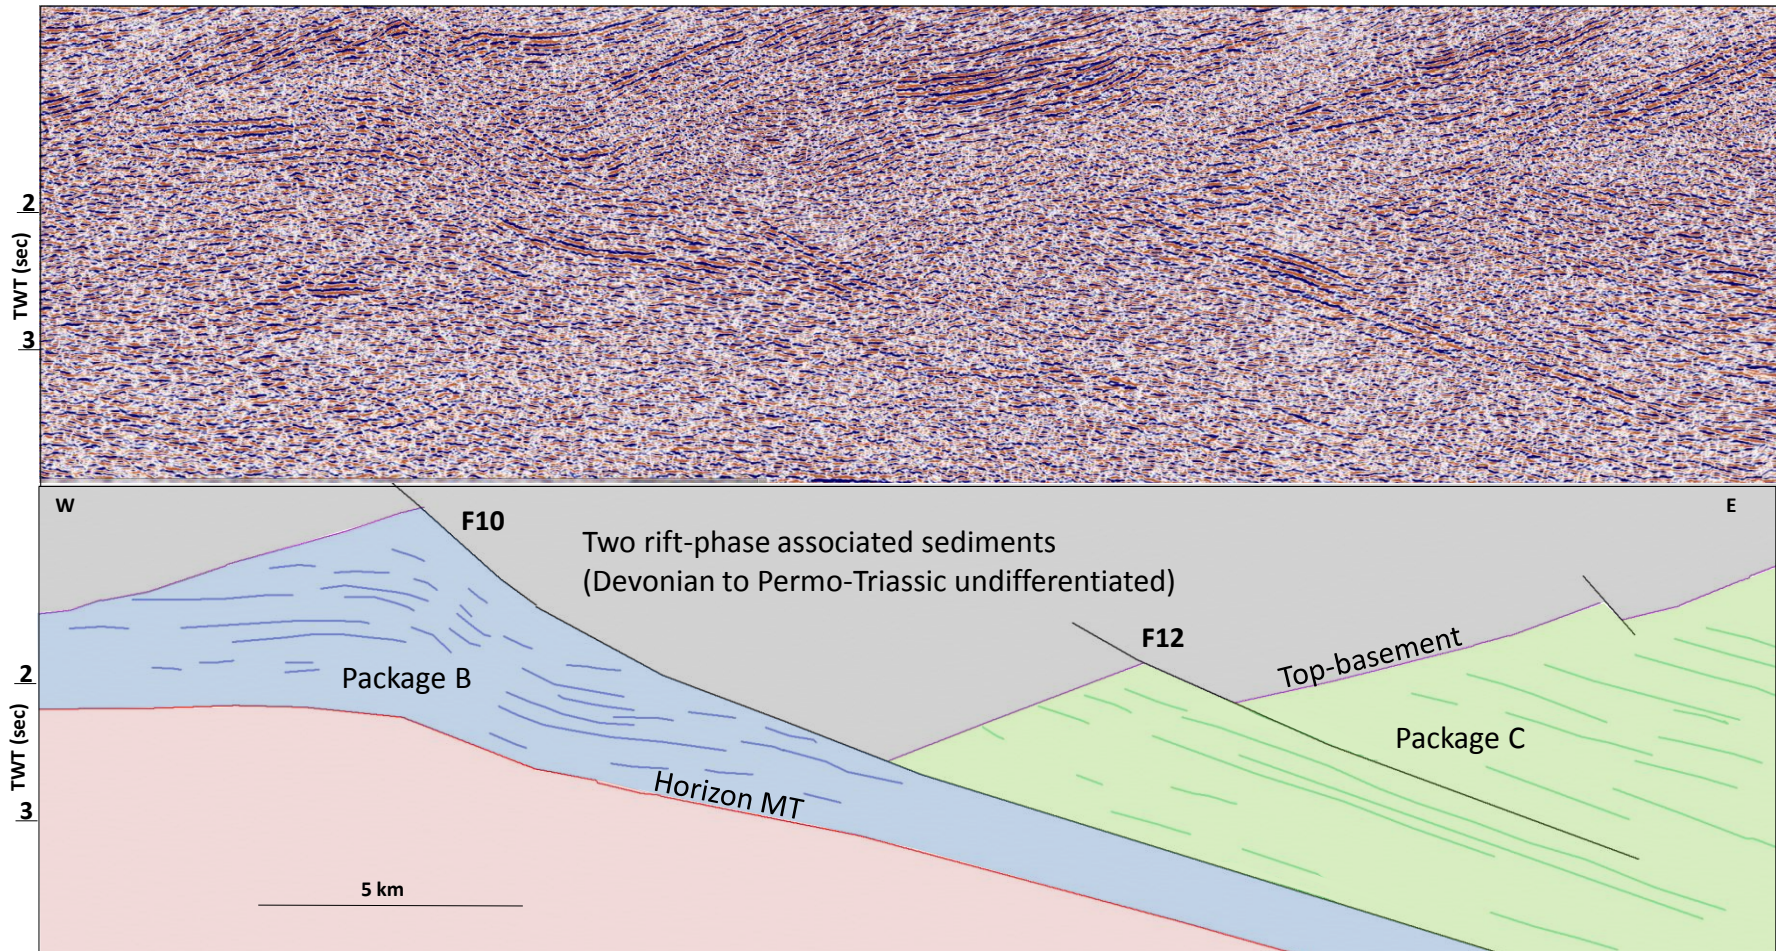 2
TWT (sec)
3
W
E
F10
Two rift-phase associated sediments
(Devonian to Permo-Triassic undifferentiated)
F12
Top-basement
2
Package B
TWT (sec)
Package C
Horizon MT
3
5 km